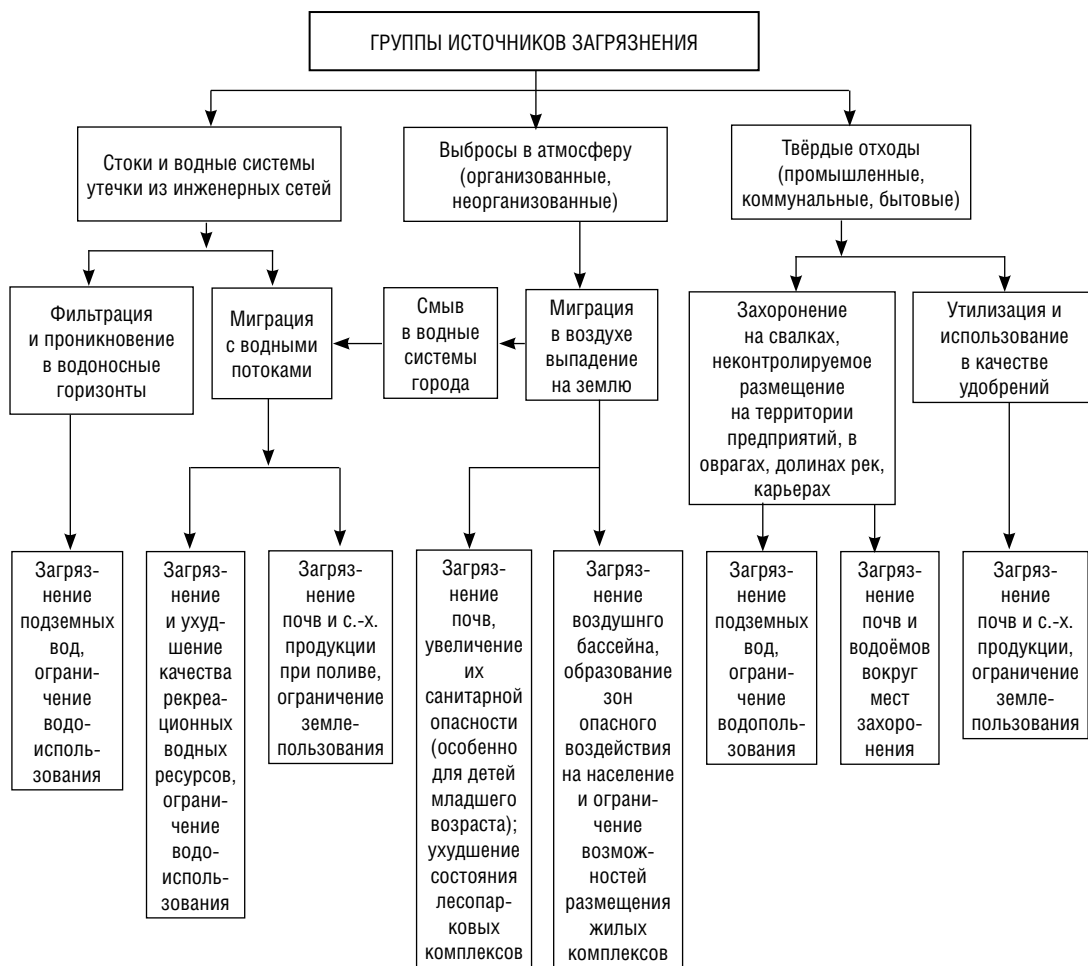 ГРУППЫ ИСТОЧНИКОВ ЗАГРЯЗНЕНИЯ
Стоки и водные системы
утечки из инженерных сетей
Выбросы в атмосферу
(организованные,
неорганизованные)
Твёрдые отходы
(промышленные,
коммунальные, бытовые)
Фильтрация
и проникновение
в водоносные
горизонты
Миграция
с водными
потоками
Смыв
в водные
системы
города
Миграция
в воздухе
выпадение
на землю
Захоронение
на свалках,
неконтролируемое
размещение
на территории
предприятий, в
оврагах, долинах рек,
карьерах
Утилизация и
использование
в качестве
удобрений
Загряз-
нение
подземных
вод,
ограни-
чение
водо-
исполь-
зования
Загряз-
нение
и ухуд-
шение
качества
рекреа-
ционных
водных
ресурсов,
ограни-
чение
водо-
исполь-
зования
Загряз-
нение
почв и с.-х.
продукции
при поливе,
ограничение
земле-
пользования
Загряз-
нение
почв,
увеличение
их
санитарной
опасности
(особенно
для детей
младшего
возраста);
ухудшение
состояния
лесопар-
ковых
комплексов
Загряз-
нение
воздушнго
бассейна,
образование
зон
опасного
воздействия
на население
и ограни-
чение
возмож-
ностей
размещения
жилых
комплексов
Загряз-
нение
подземных
вод,
ограни-
чение
водополь-
зования
Загряз-
нение
почв и
водоёмов
вокруг
мест
захоро-
нения
Загряз-
нение
почв и с.-х.
продукции,
ограничение
земле-
пользования